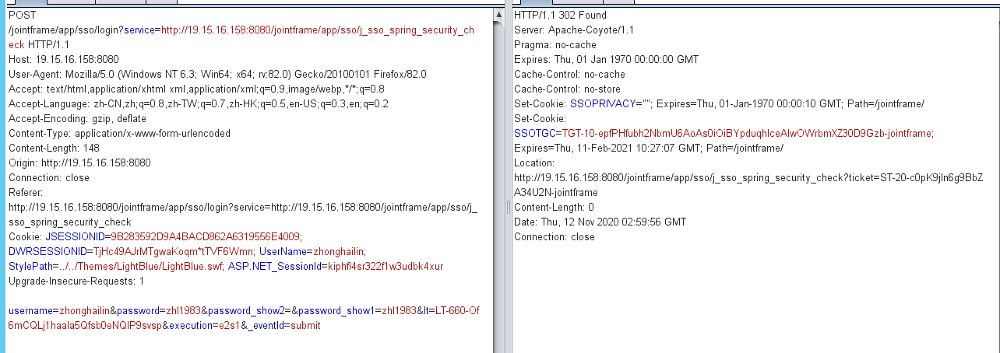 POST
/jointframe/app/sso/login?service=http://19.15.16.158:8080/jointframe/app/sso/j_sso_spring_security_ch
eck HTTP/1.1
Host: 19.15.16.158:8080
User-Agent: Mozilla/5.0 (Windows NT 6.3; Win64; x64; rv:82.0) Gecko/20100101 Firefox/82.0
Accept: text/html,application/xhtml xml,application/xml;q=0.9,image/webp,*/*;q=0.8
Accept-Language: zh-CN,zh;q=0.8,zh-TW;q=0.7,zh-HK;q=0.5,en-US;q=0.3,en;q=0.2
Accept-Encoding: gzip, deflate
Content-Type: application/x-www-form-urlencoded
Content-Length: 148
Origin: http://19.15.16.158:8080
Connection: close
Referer:
http://19.15.16.158:8080/jointframe/app/sso/login?service=http://19.15.16.158:8080/jointframe/app/sso/j_
sso_spring_security_check
Cookie: JSESSIONID=9B283592D9A4BACD862A6319556E4009;
DWRSESSIONID=TjHc49AJrMTgwaKoqm*tTVF6Wmn; UserName=zhonghailin;
StylePath=../../Themes/LightBlue/LightBlue.swf; ASP.NET_SessionId=kiphfl4sr322f1w3udbk4xur
Upgrade-Insecure-Requests: 1
username=zhonghailin&password=zhl1983&password_show2=&password_show1=zhl1983&lt=LT-660-Of
6mCQLj1haaIa5Qfsb0eNQIP9svsp&execution=e2s1&_eventId=submit
HTTP/1.1 302 Found
Server: Apache-Coyote/1.1
Pragma: no-cache
Expires: Thu, 01 Jan 1970 00:00:00 GMT
Cache-Control: no-cache
Cache-Control: no-store
Set-Cookie: SSOPRIVACY=""; Expires=Thu, 01-Jan-1970 00:00:10 GMT; Path=/jointframe/
Set-Cookie:
SSOTGC=TGT-10-epfPHfubh2NbmU6AoAs0iOiBYpduqhIceAlwOWrbmXZ30D9Gzb-jointframe;
Expires=Thu, 11-Feb-2021 10:27:07 GMT; Path=/jointframe/
Location:
http://19.15.16.158:8080/jointframe/app/sso/j_sso_spring_security_check?ticket=ST-20-c0pK9jIn6g9BbZ
A34U2N-jointframe
Content-Length: 0
Date: Thu, 12 Nov 2020 02:59:56 GMT
Connection: close